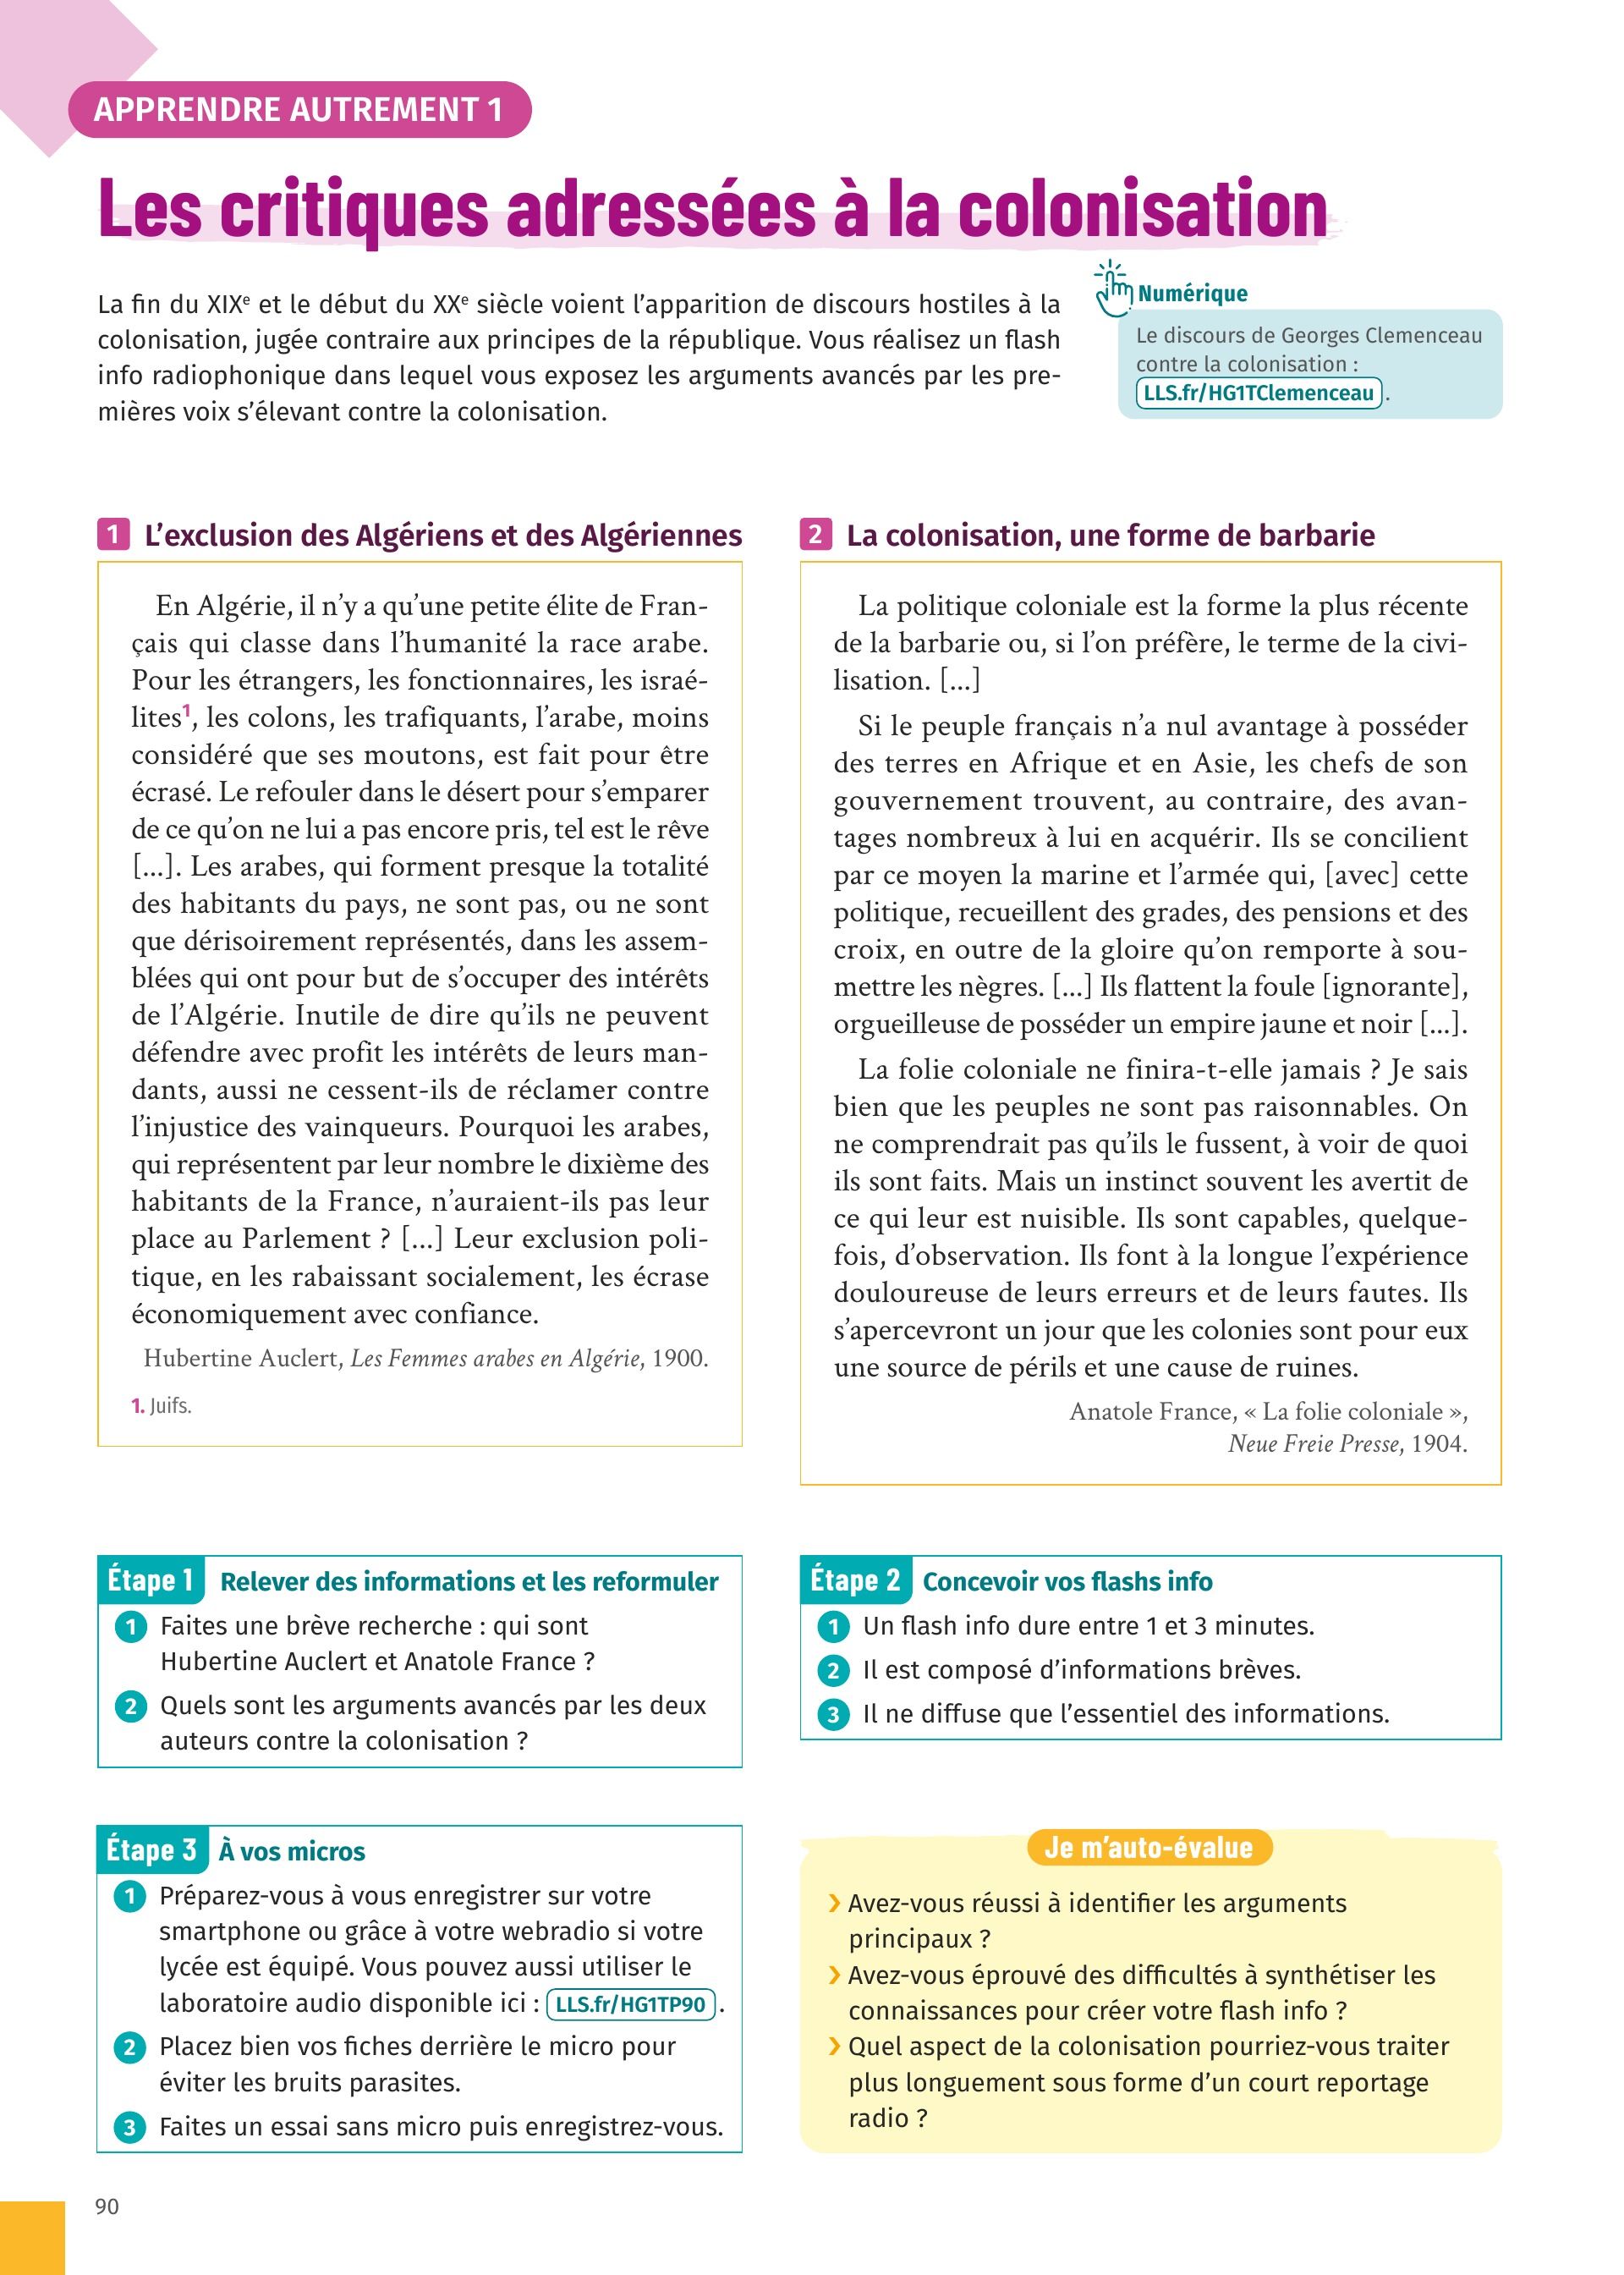 APPRENDRE AUTREMENT 1
Les critiques adressées à la colonisation
La fin du XIXe et le début du XXe siècle voient l’apparition de discours hostiles à la
colonisation, jugée contraire aux principes de la république. Vous réalisez un flash
info radiophonique dans lequel vous exposez les arguments avancés par les pre-
mières voix s’élevant contre la colonisation.
Numérique
Le discours de Georges Clemenceau
contre la colonisation :
LLS.fr/HG1TClemenceau .
1 L’exclusion des Algériens et des Algériennes
En Algérie, il n’y a qu’une petite élite de Fran-
çais qui classe dans l’humanité la race arabe.
Pour les étrangers, les fonctionnaires, les israé-
lites1, les colons, les trafiquants, l’arabe, moins
considéré que ses moutons, est fait pour être
écrasé. Le refouler dans le désert pour s’emparer
de ce qu’on ne lui a pas encore pris, tel est le rêve
[...]. Les arabes, qui forment presque la totalité
des habitants du pays, ne sont pas, ou ne sont
que dérisoirement représentés, dans les assem-
blées qui ont pour but de s’occuper des intérêts
de l’Algérie. Inutile de dire qu’ils ne peuvent
défendre avec profit les intérêts de leurs man-
dants, aussi ne cessent-ils de réclamer contre
l’injustice des vainqueurs. Pourquoi les arabes,
qui représentent par leur nombre le dixième des
habitants de la France, n’auraient-ils pas leur
place au Parlement ? [...] Leur exclusion poli-
tique, en les rabaissant socialement, les écrase
économiquement avec confiance.
Hubertine Auclert, Les Femmes arabes en Algérie, 1900.
1. Juifs.
2 La colonisation, une forme de barbarie
La politique coloniale est la forme la plus récente
de la barbarie ou, si l’on préfère, le terme de la civi-
lisation. [...]
Si le peuple français n’a nul avantage à posséder
des terres en Afrique et en Asie, les chefs de son
gouvernement trouvent, au contraire, des avan-
tages nombreux à lui en acquérir. Ils se concilient
par ce moyen la marine et l’armée qui, [avec] cette
politique, recueillent des grades, des pensions et des
croix, en outre de la gloire qu’on remporte à sou-
mettre les nègres. [...] Ils flattent la foule [ignorante],
orgueilleuse de posséder un empire jaune et noir [...].
La folie coloniale ne finira-t-elle jamais ? Je sais
bien que les peuples ne sont pas raisonnables. On
ne comprendrait pas qu’ils le fussent, à voir de quoi
ils sont faits. Mais un instinct souvent les avertit de
ce qui leur est nuisible. Ils sont capables, quelque-
fois, d’observation. Ils font à la longue l’expérience
douloureuse de leurs erreurs et de leurs fautes. Ils
s’apercevront un jour que les colonies sont pour eux
une source de périls et une cause de ruines.
Anatole France, « La folie coloniale »,
Neue Freie Presse, 1904.
Étape 1 Relever des informations et les reformuler
1 Faites une brève recherche : qui sont
Hubertine Auclert et Anatole France ?
2 Quels sont les arguments avancés par les deux
auteurs contre la colonisation ?
Étape 2 Concevoir vos flashs info
1 Un flash info dure entre 1 et 3 minutes.
2 Il est composé d’informations brèves.
3 Il ne diffuse que l’essentiel des informations.
Étape 3 À vos micros
1 Préparez-vous à vous enregistrer sur votre
smartphone ou grâce à votre webradio si votre
lycée est équipé. Vous pouvez aussi utiliser le
laboratoire audio disponible ici : LLS.fr/HG1TP90 .
2 Placez bien vos fiches derrière le micro pour
éviter les bruits parasites.
3 Faites un essai sans micro puis enregistrez-vous.
Je m’auto-évalue
› Avez-vous réussi à identifier les arguments
principaux ?
› Avez-vous éprouvé des difficultés à synthétiser les
connaissances pour créer votre flash info ?
› Quel aspect de la colonisation pourriez-vous traiter
plus longuement sous forme d’un court reportage
radio ?
90